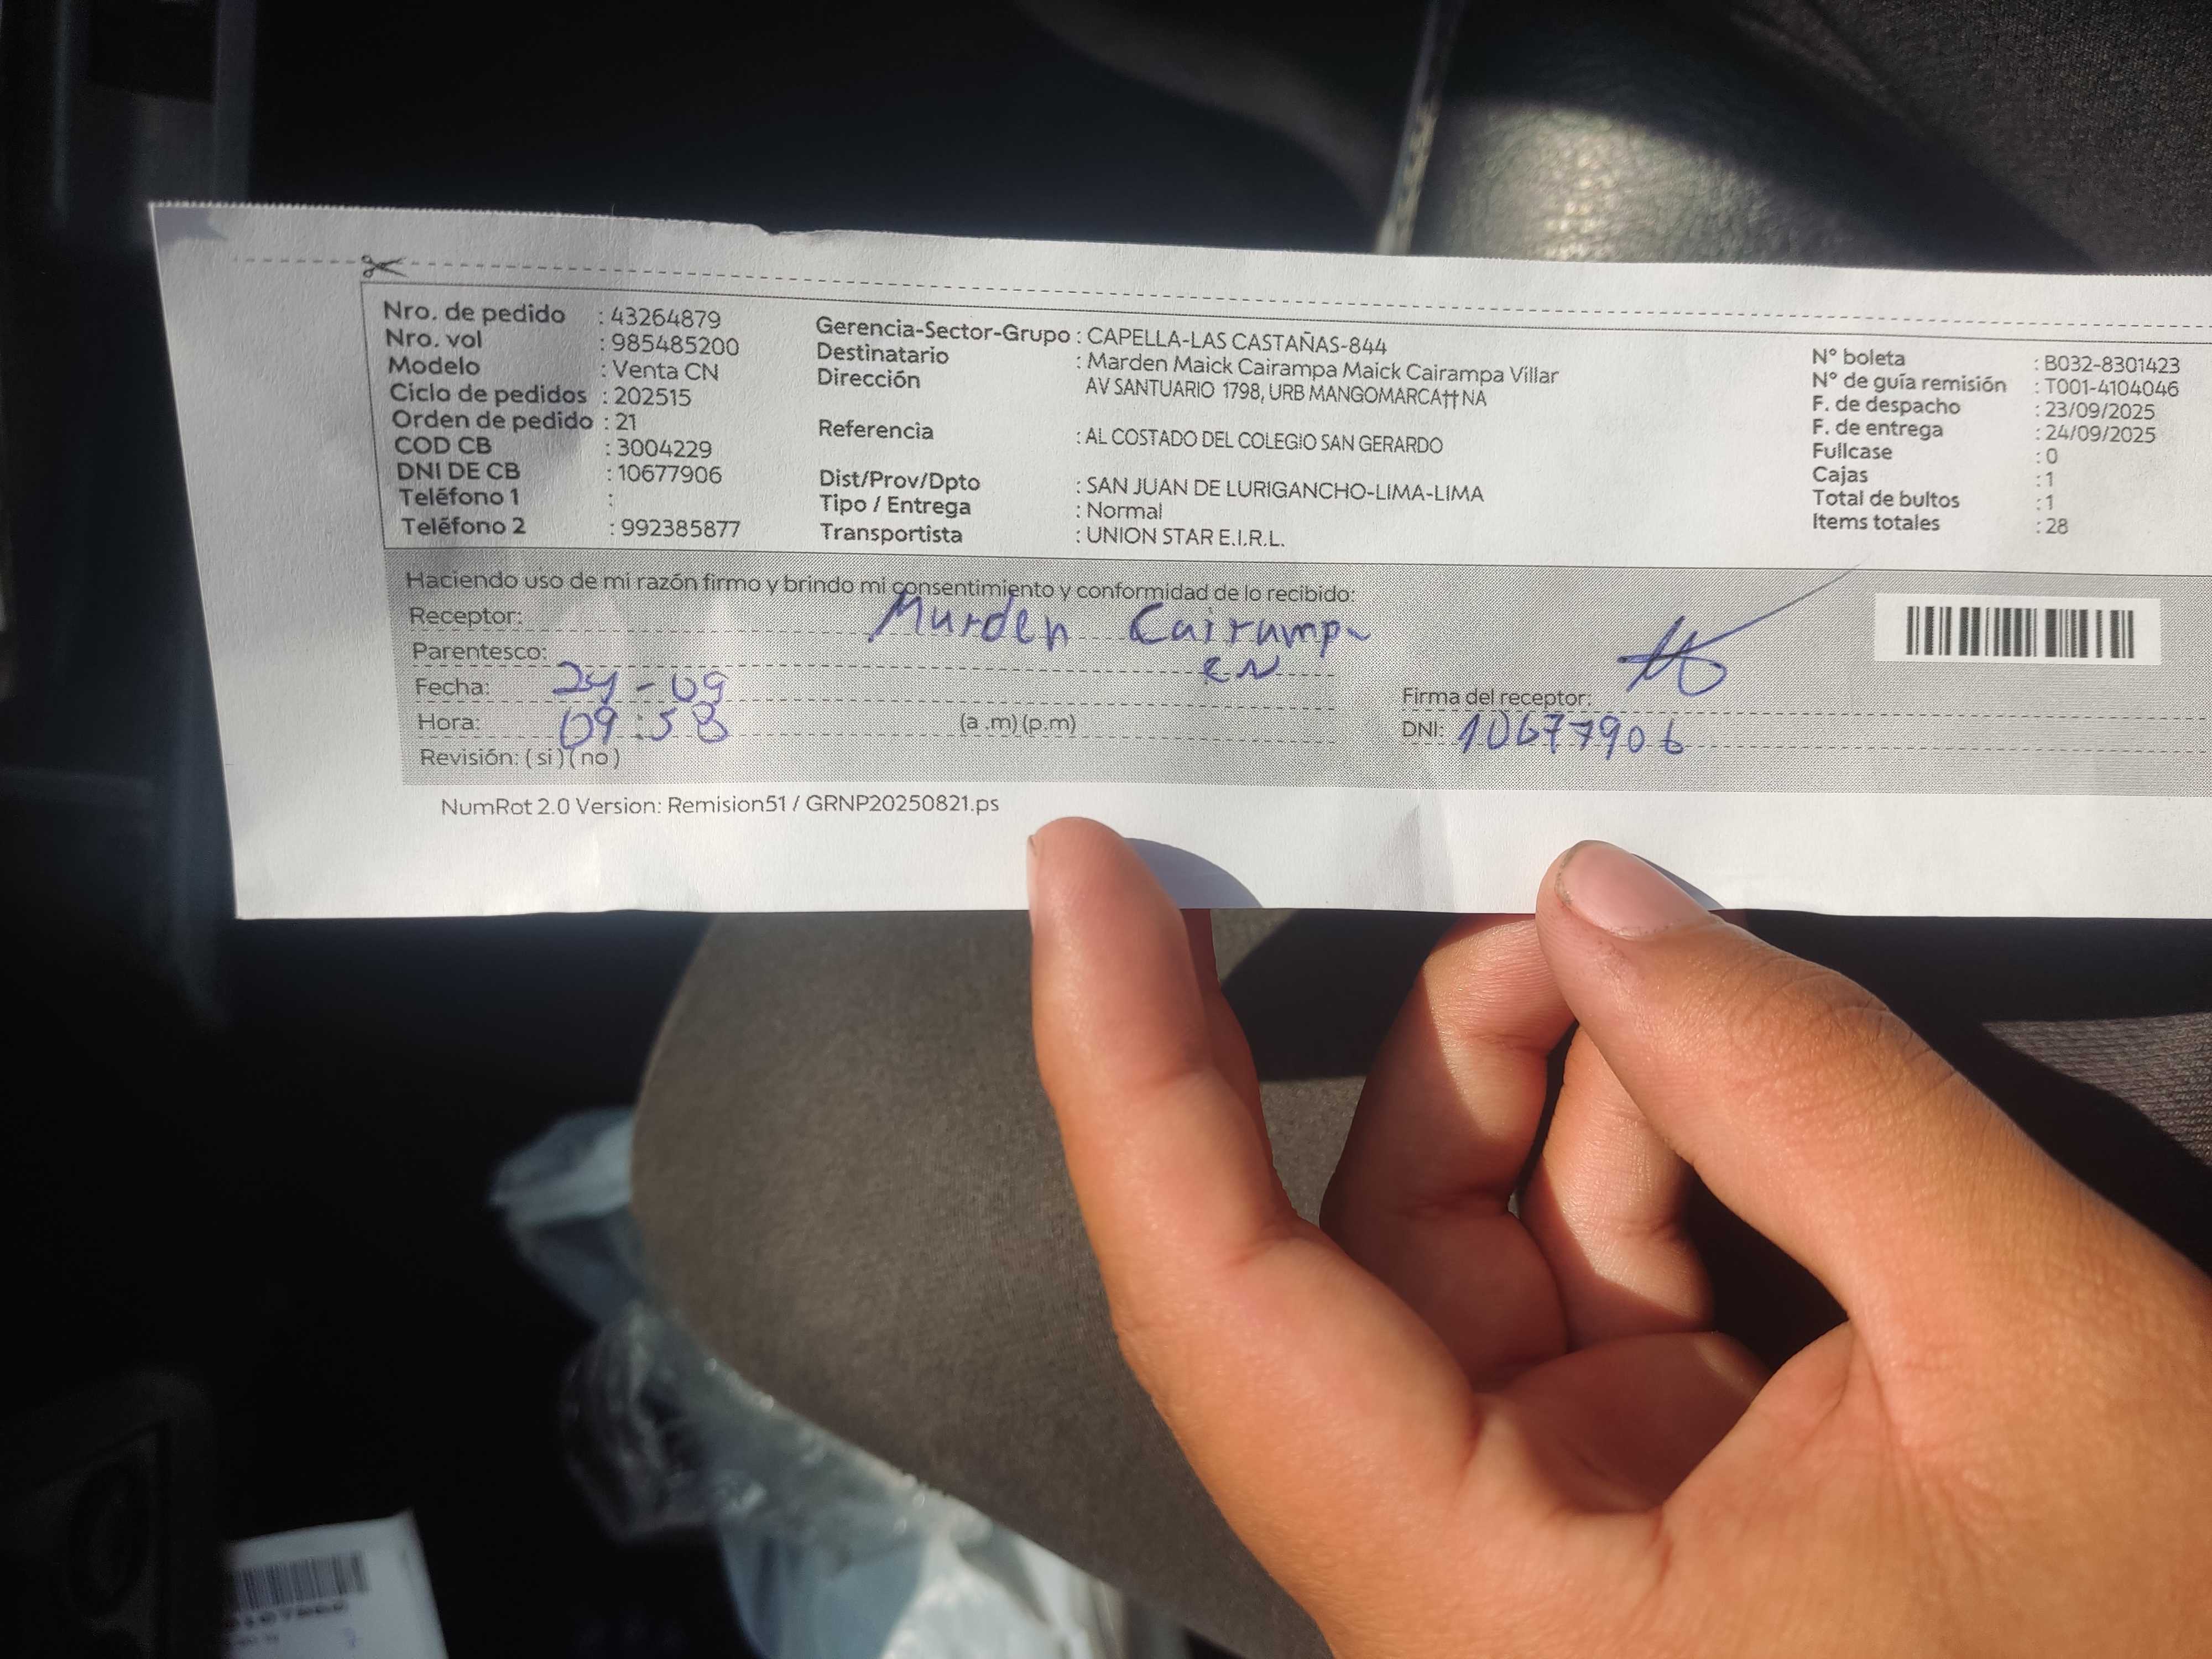 Nro. de pedido : 43264879
Nro. vol : 985485200
Modelo : Venta CN
Ciclo de pedidos : 202515
Orden de pedido : 21
COD CB : 3004229
DNI DE CB : 10677906
Teléfono 1 :
Teléfono 2 : 992385877
Gerencia-Sector-Grupo : CAPELLA-LAS CASTAÑAS-844
Destinatario : Marden Maick Cairampa Maick Cairampa Villar
Dirección AV SANTUARIO 1798, URB MANGOMARCA†† NA
Referencia : AL COSTADO DEL COLEGIO SAN GERARDO
Dist/Prov/Dpto : SAN JUAN DE LURIGANCHO-LIMA-LIMA
Tipo / Entrega : Normal
Transportista : UNION STAR E.I.R.L.
N° boleta : B032-8301423
N° de guía remisión : T001-4104046
F. de despacho : 23/09/2025
F. de entrega : 24/09/2025
Fullcase : 0
Cajas : 1
Total de bultos : 1
Items totales : 28
Haciendo uso de mi razón firmo y brindo mi consentimiento y conformidad de lo recibido:
Receptor: Marden Cairampa
Parentesco: CN
Fecha: 24-09
Hora: 09:58 (a .m) (p.m)
Revisión: ( si ) ( no )
Firma del receptor:
DNI: 10677906
NumRot 2.0 Version: Remision51 / GRNP20250821.ps